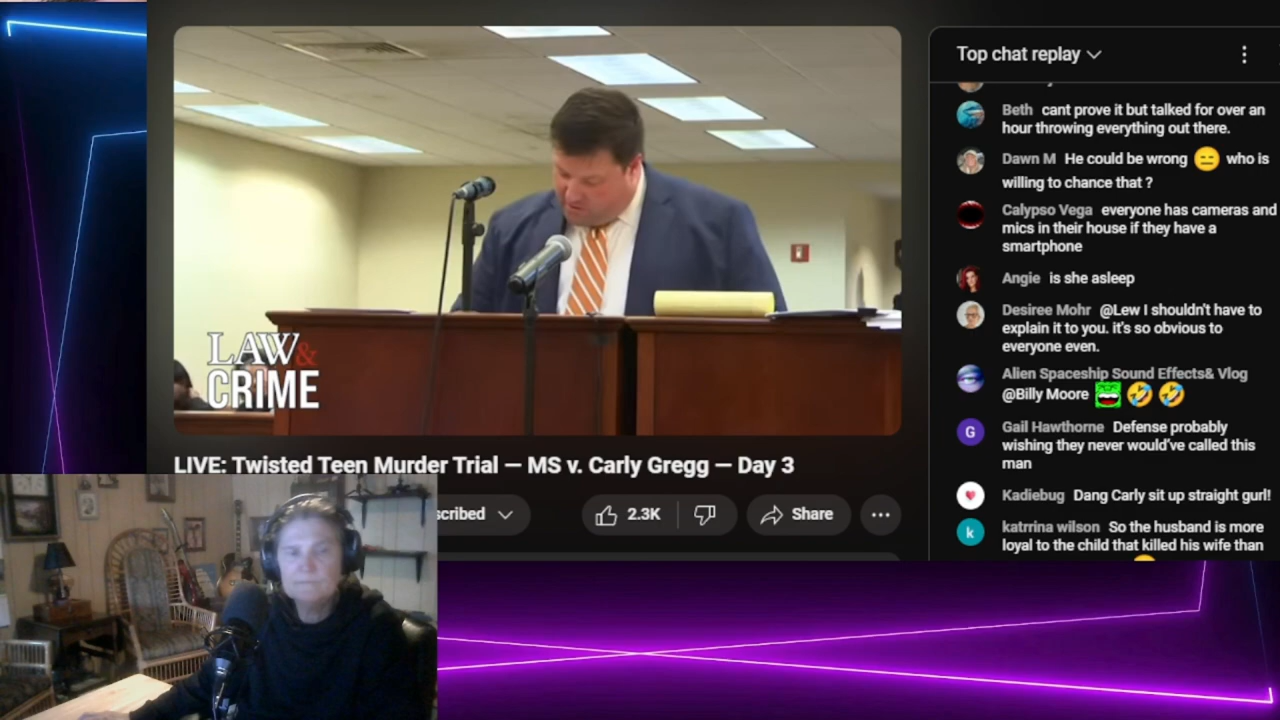 LAW&
CRIME
LIVE: Twisted Teen Murder Trial — MS v. Carly Gregg — Day 3
scribed
2.3K
Share
Top chat replay
Beth cant prove it but talked for over an
hour throwing everything out there.
Dawn M He could be wrong 😑 who is
willing to chance that ?
Calypso Vega everyone has cameras and
mics in their house if they have a
smartphone
Angie is she asleep
Desiree Mohr @Lew I shouldn't have to
explain it to you. it's so obvious to
everyone even.
Alien Spaceship Sound Effects& Vlog
@Billy Moore 🤣 🤣
G
Gail Hawthorne Defense probably
wishing they never would've called this
man
Kadiebug Dang Carly sit up straight gurl!
k
katrrina wilson So the husband is more
loyal to the child that killed his wife than